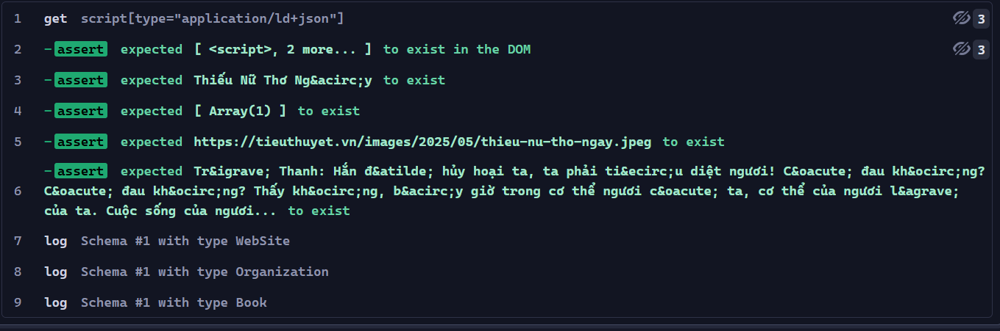 1 get script[type="application/ld+json"] 3
2 -assert expected [ <script>, 2 more... ] to exist in the DOM 3
3 -assert expected Thiếu Nữ Thơ Ng&acirc;y to exist
4 -assert expected [ Array(1) ] to exist
5 -assert expected https://tieuthuyet.vn/images/2025/05/thieu-nu-tho-ngay.jpeg to exist
-assert expected Tr&igrave; Thanh: Hắn đ&atilde; hủy hoại ta, ta phải ti&ecirc;u diệt ngươi! C&oacute; đau kh&ocirc;ng?
6 C&oacute; đau kh&ocirc;ng? Thấy kh&ocirc;ng, b&acirc;y giờ trong cơ thể ngươi c&oacute; ta, cơ thể của ngươi l&agrave;
của ta. Cuộc sống của ngươi... to exist
7 log Schema #1 with type WebSite
8 log Schema #1 with type Organization
9 log Schema #1 with type Book